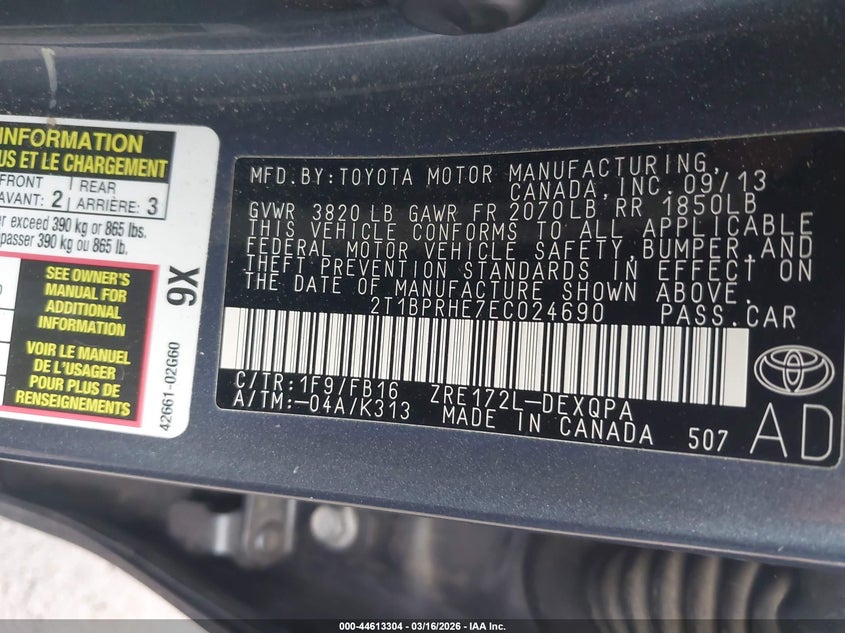 INFORMATION
US ET LE CHARGEMENT
FRONT REAR
AVANT: 2 ARRIÈRE: 3
er exceed 390 kg or 865 lbs.
passer 390 kg ou 865 lb.
SEE OWNER'S
MANUAL FOR
ADDITIONAL
INFORMATION
VOIR LE MANUEL
DE L'USAGER
POUR PLUS DE
RENSEIGNEMENTS
9X
42661-02G60
MFD. BY: TOYOTA MOTOR MANUFACTURING,
CANADA, INC. 09/13
GVWR 3820 LB GAWR FR 2070LB RR 1850LB
THIS VEHICLE CONFORMS TO ALL APPLICABLE
FEDERAL MOTOR VEHICLE SAFETY, BUMPER, AND
THEFT PREVENTION STANDARDS IN EFFECT ON
THE DATE OF MANUFACTURE SHOWN ABOVE.
2T1BPRHE7EC024690 PASS. CAR
C/TR: 1F9/FB16 ZRE172L-DEXQPA
A/TM: -04A/K313 MADE IN CANADA 507
AD
000-44613304 - 03/16/2026 - IAA Inc.